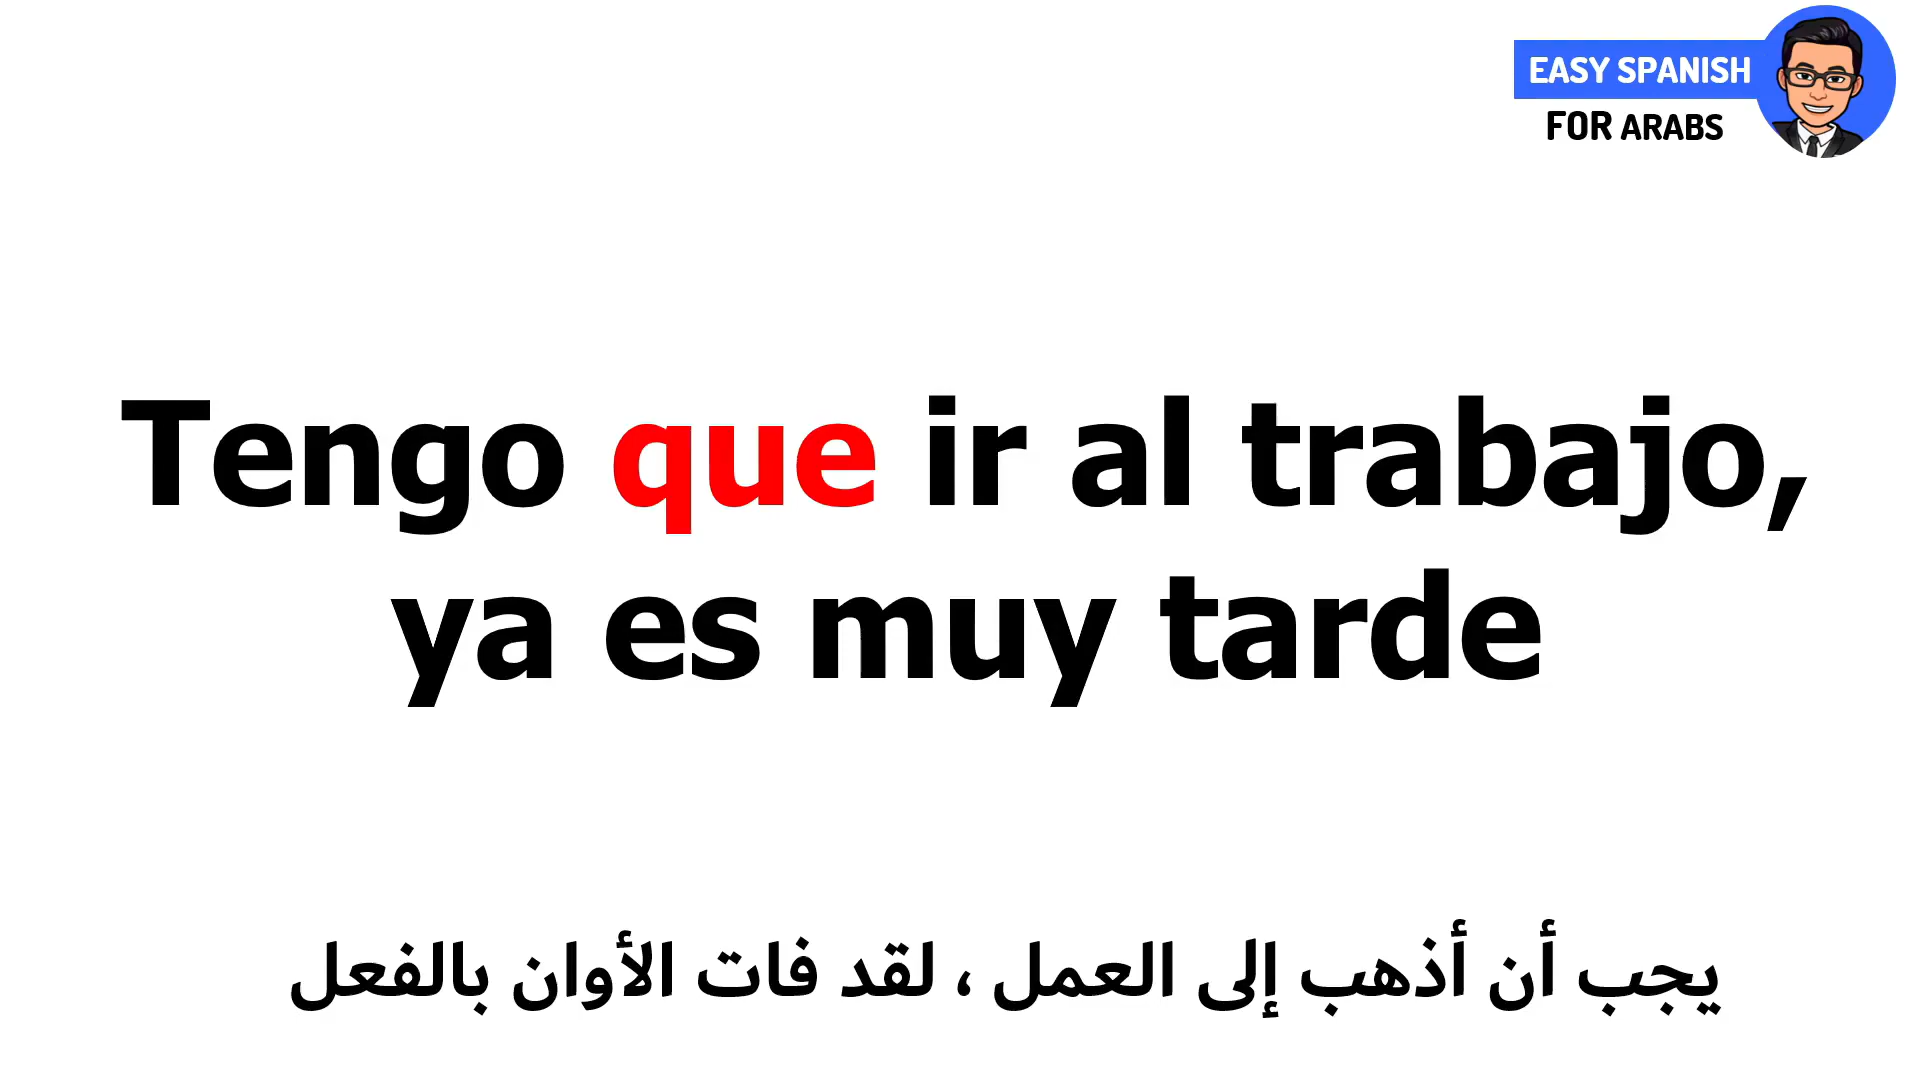 EASY SPANISH
FOR ARABS
Tengo que ir al trabajo,
ya es muy tarde
يجب أن أذهب إلى العمل ، لقد فات الأوان بالفعل